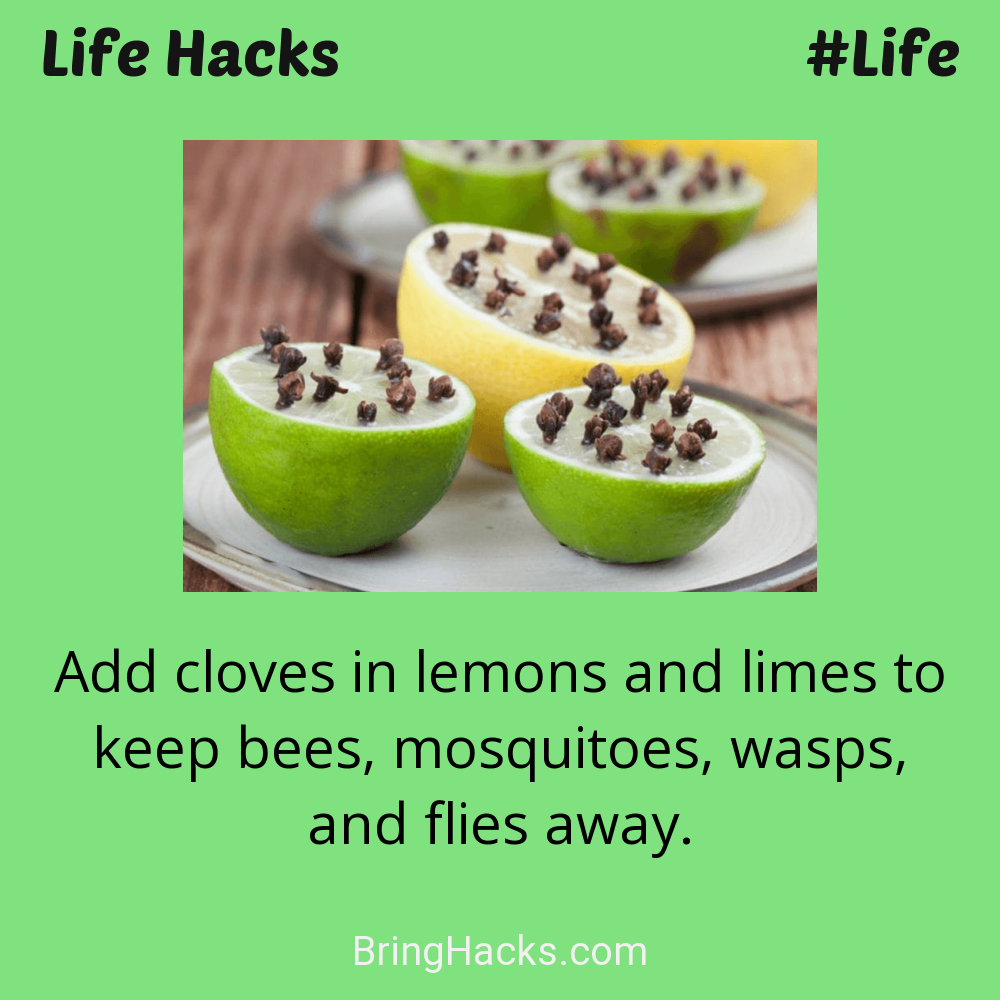 Life Hacks
#Life
Add cloves in lemons and limes to
keep bees, mosquitoes, wasps,
and flies away.
BringHacks.com